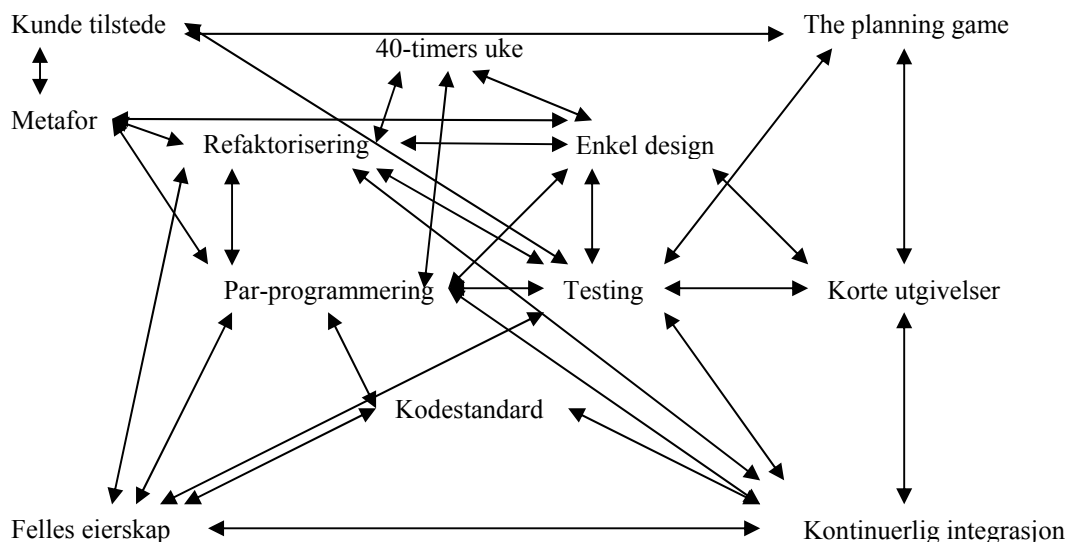 Kunde tilstede
The planning game
40-timers uke
Metafor
Refaktorisering
Enkel design
Par-programmering
Testing
Korte utgivelser
Kodestandard
Felles eierskap
Kontinuerlig integrasjon